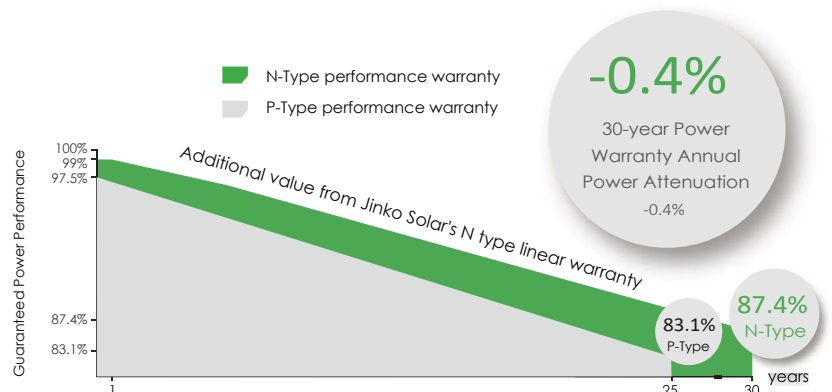 N-Type performance warranty
P-Type performance warranty
-0.4%
30-year Power
Warranty Annual
Power Attenuation
-0.4%
Guaranteed Power Performance
100%
99%
97.5%
87.4%
83.1%
Additional value from Jinko Solar's N type linear warranty
83.1%
P-Type
87.4%
N-Type
1
25
30
years